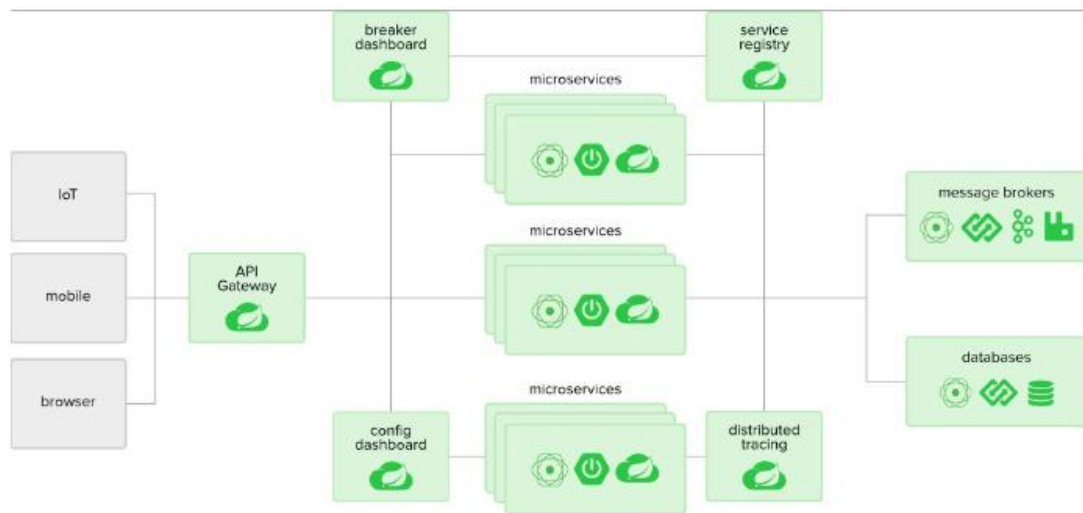 breaker
dashboard
service
registry
microservices
IoT
message brokers
microservices
API
Gateway
mobile
databases
microservices
browser
config
dashboard
distributed
tracing